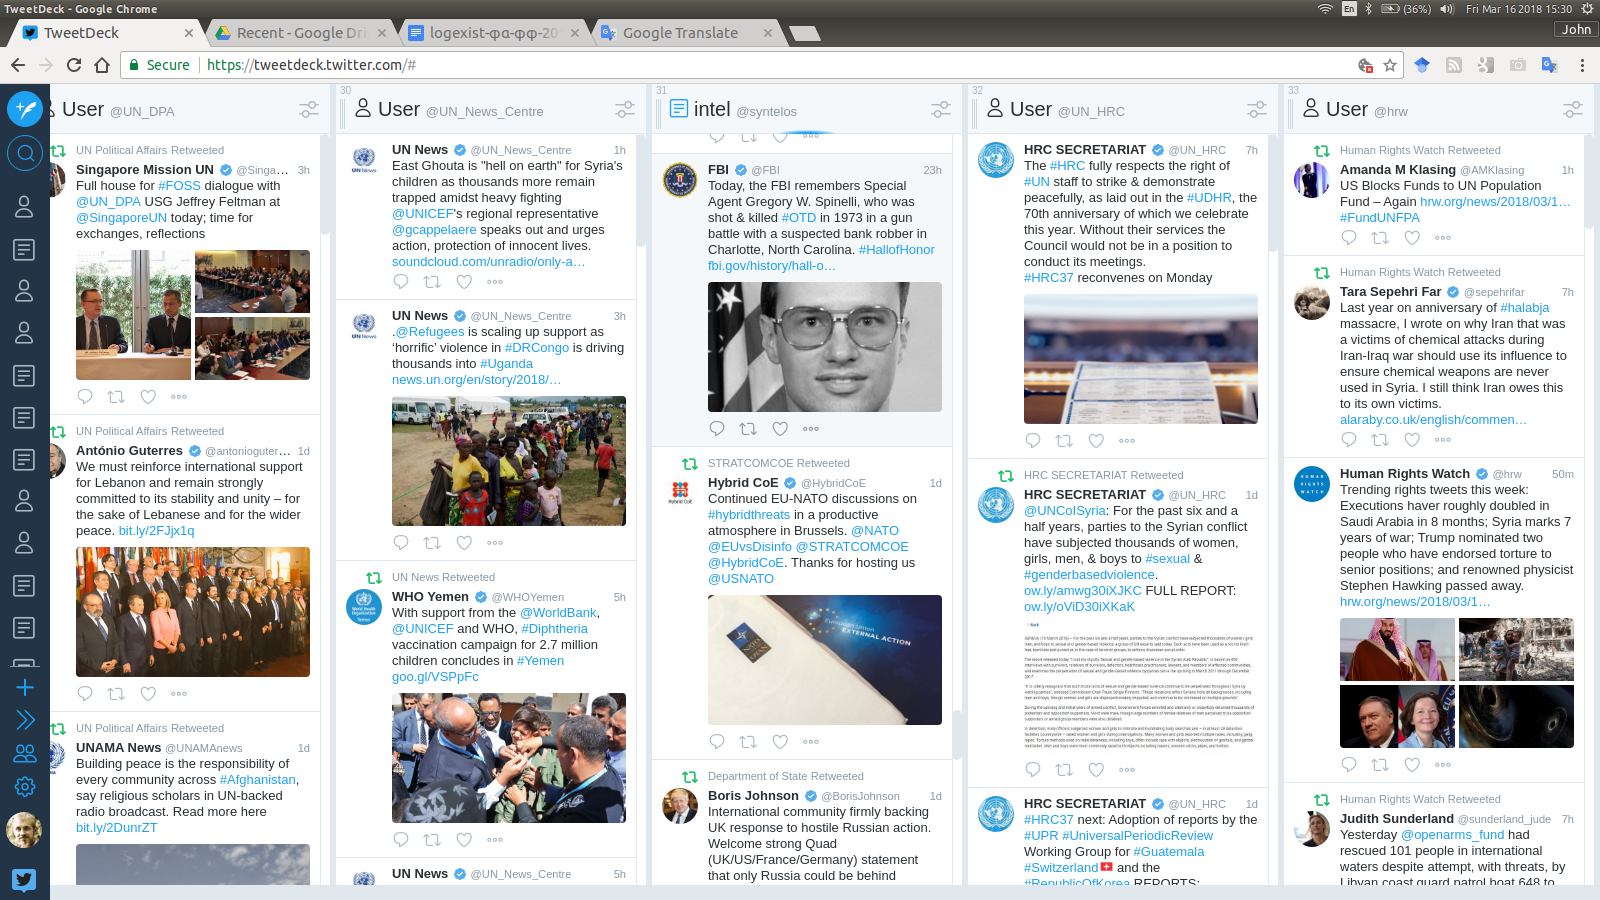 TweetDeck - Google Chrome
En
(36%)
Fri Mar 16 2018 15:30
TweetDeck
Recent - Google Dri
logexist-φα-φφ-20
Google Translate
John
Secure
https://tweetdeck.twitter.com/#
User @UN_DPA
UN Political Affairs Retweeted
Singapore Mission UN @Singa... 3h
Full house for #FOSS dialogue with
@UN_DPA USG Jeffrey Feltman at
@SingaporeUN today; time for
exchanges, reflections
UN Political Affairs Retweeted
António Guterres @antonioguter... 1d
We must reinforce international support
for Lebanon and remain strongly
committed to its stability and unity – for
the sake of Lebanese and for the wider
peace. bit.ly/2FJjx1q
UN Political Affairs Retweeted
UNAMA News @UNAMAnews 1d
Building peace is the responsibility of
every community across #Afghanistan,
say religious scholars in UN-backed
radio broadcast. Read more here
bit.ly/2DunrZT
30
User @UN_News_Centre
UN News @UN_News_Centre 1h
East Ghouta is "hell on earth" for Syria's
children as thousands more remain
trapped amidst heavy fighting
@UNICEF's regional representative
@gcappelaere speaks out and urges
action, protection of innocent lives.
soundcloud.com/unradio/only-a…
UN News @UN_News_Centre 3h
.@Refugees is scaling up support as
‘horrific’ violence in #DRCongo is driving
thousands into #Uganda
news.un.org/en/story/2018/…
UN News Retweeted
WHO Yemen @WHOYemen 5h
With support from the @WorldBank,
@UNICEF and WHO, #Diphtheria
vaccination campaign for 2.7 million
children concludes in #Yemen
goo.gl/VSPpFc
UN News @UN_News_Centre 5h
31
intel @syntelos
FBI @FBI 23h
Today, the FBI remembers Special
Agent Gregory W. Spinelli, who was
shot & killed #OTD in 1973 in a gun
battle with a suspected bank robber in
Charlotte, North Carolina. #HallofHonor
fbi.gov/history/hall-o…
STRATCOMCOE Retweeted
Hybrid CoE @HybridCoE 1d
Continued EU-NATO discussions on
#hybridthreats in a productive
atmosphere in Brussels. @NATO
@EUvsDisinfo @STRATCOMCOE
@HybridCoE. Thanks for hosting us
@USNATO
European Union
EXTERNAL ACTION
Department of State Retweeted
Boris Johnson @BorisJohnson 1d
International community firmly backing
UK response to hostile Russian action.
Welcome strong Quad
(UK/US/France/Germany) statement
that only Russia could be behind
32
User @UN_HRC
HRC SECRETARIAT @UN_HRC 7h
The #HRC fully respects the right of
#UN staff to strike & demonstrate
peacefully, as laid out in the #UDHR, the
70th anniversary of which we celebrate
this year. Without their services the
Council would not be in a position to
conduct its meetings.
#HRC37 reconvenes on Monday
HRC SECRETARIAT Retweeted
HRC SECRETARIAT @UN_HRC 1d
@UNCoISyria: For the past six and a
half years, parties to the Syrian conflict
have subjected thousands of women,
girls, men, & boys to #sexual &
#genderbasedviolence.
ow.ly/amwg30iXJKC FULL REPORT:
ow.ly/oViD30iXKaK
HRC SECRETARIAT @UN_HRC 1d
#HRC37 next: Adoption of reports by the
#UPR #UniversalPeriodicReview
Working Group for #Guatemala
#Switzerland and the
#RepublicOfKorea REPORTS:
33
User @hrw
Human Rights Watch Retweeted
Amanda M Klasing @AMKlasing 1h
US Blocks Funds to UN Population
Fund – Again hrw.org/news/2018/03/1…
#FundUNFPA
Human Rights Watch Retweeted
Tara Sepehri Far @sepehrifar 7h
Last year on anniversary of #halabja
massacre, I wrote on why Iran that was
a victims of chemical attacks during
Iran-Iraq war should use its influence to
ensure chemical weapons are never
used in Syria. I still think Iran owes this
to its own victims.
alaraby.co.uk/english/commen…
Human Rights Watch @hrw 50m
Trending rights tweets this week:
Executions haver roughly doubled in
Saudi Arabia in 8 months; Syria marks 7
years of war; Trump nominated two
people who have endorsed torture to
senior positions; and renowned physicist
Stephen Hawking passed away.
hrw.org/news/2018/03/1…
Human Rights Watch Retweeted
Judith Sunderland @sunderland_jude 7h
Yesterday @openarms_fund had
rescued 101 people in international
waters despite attempt, with threats, by
Libyan coast guard patrol boat 648 to